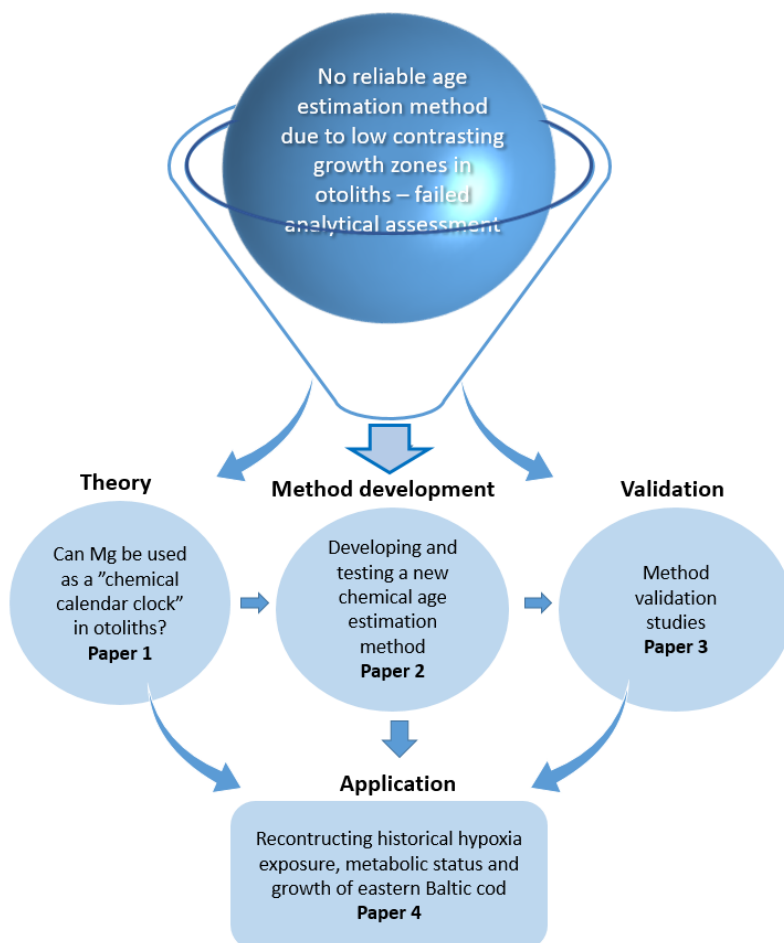 No reliable age
estimation method
due to low contrasting
growth zones in
otoliths – failed
analytical assessment
Theory
Can Mg be used
as a ”chemical
calendar clock”
in otoliths?
Paper 1
Method development
Developing and
testing a new
chemical age
estimation
method
Paper 2
Validation
Method
validation
studies
Paper 3
Application
Recontructing historical hypoxia
exposure, metabolic status and
growth of eastern Baltic cod
Paper 4